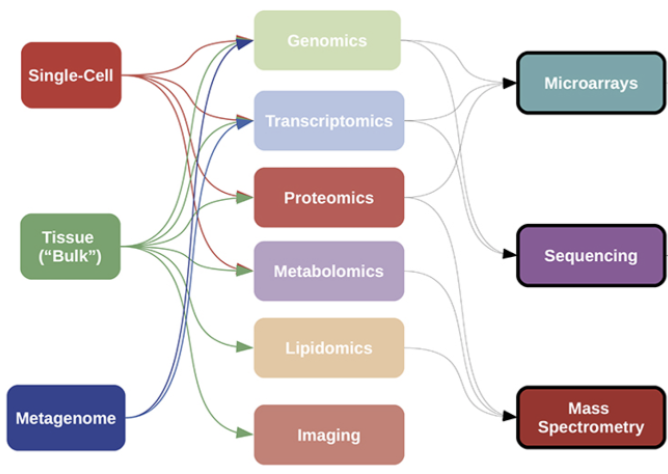 Single-Cell
Tissue
("Bulk")
Metagenome
Genomics
Transcriptomics
Proteomics
Metabolomics
Lipidomics
Imaging
Microarrays
Sequencing
Mass
Spectrometry